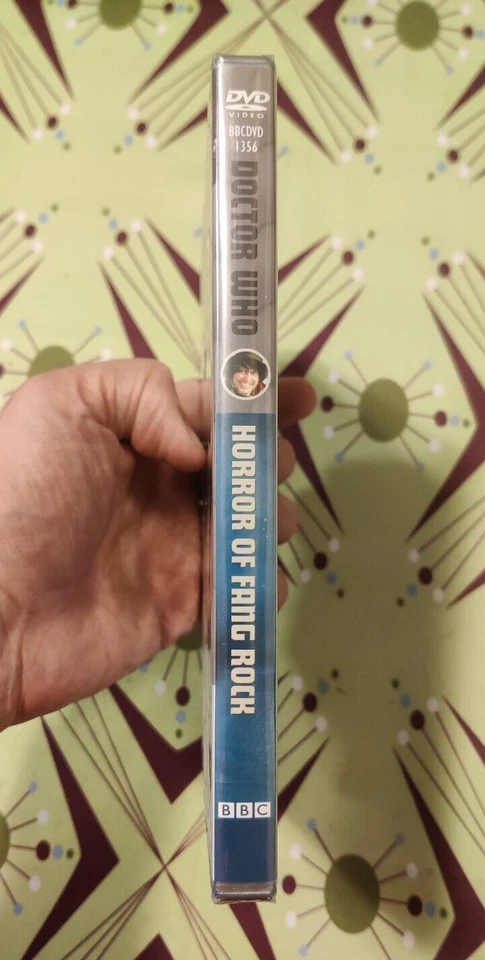 DVD
VIDEO
BBCDVD
1356
DOCTOR WHO
HORROR OF FANG ROCK
BBC